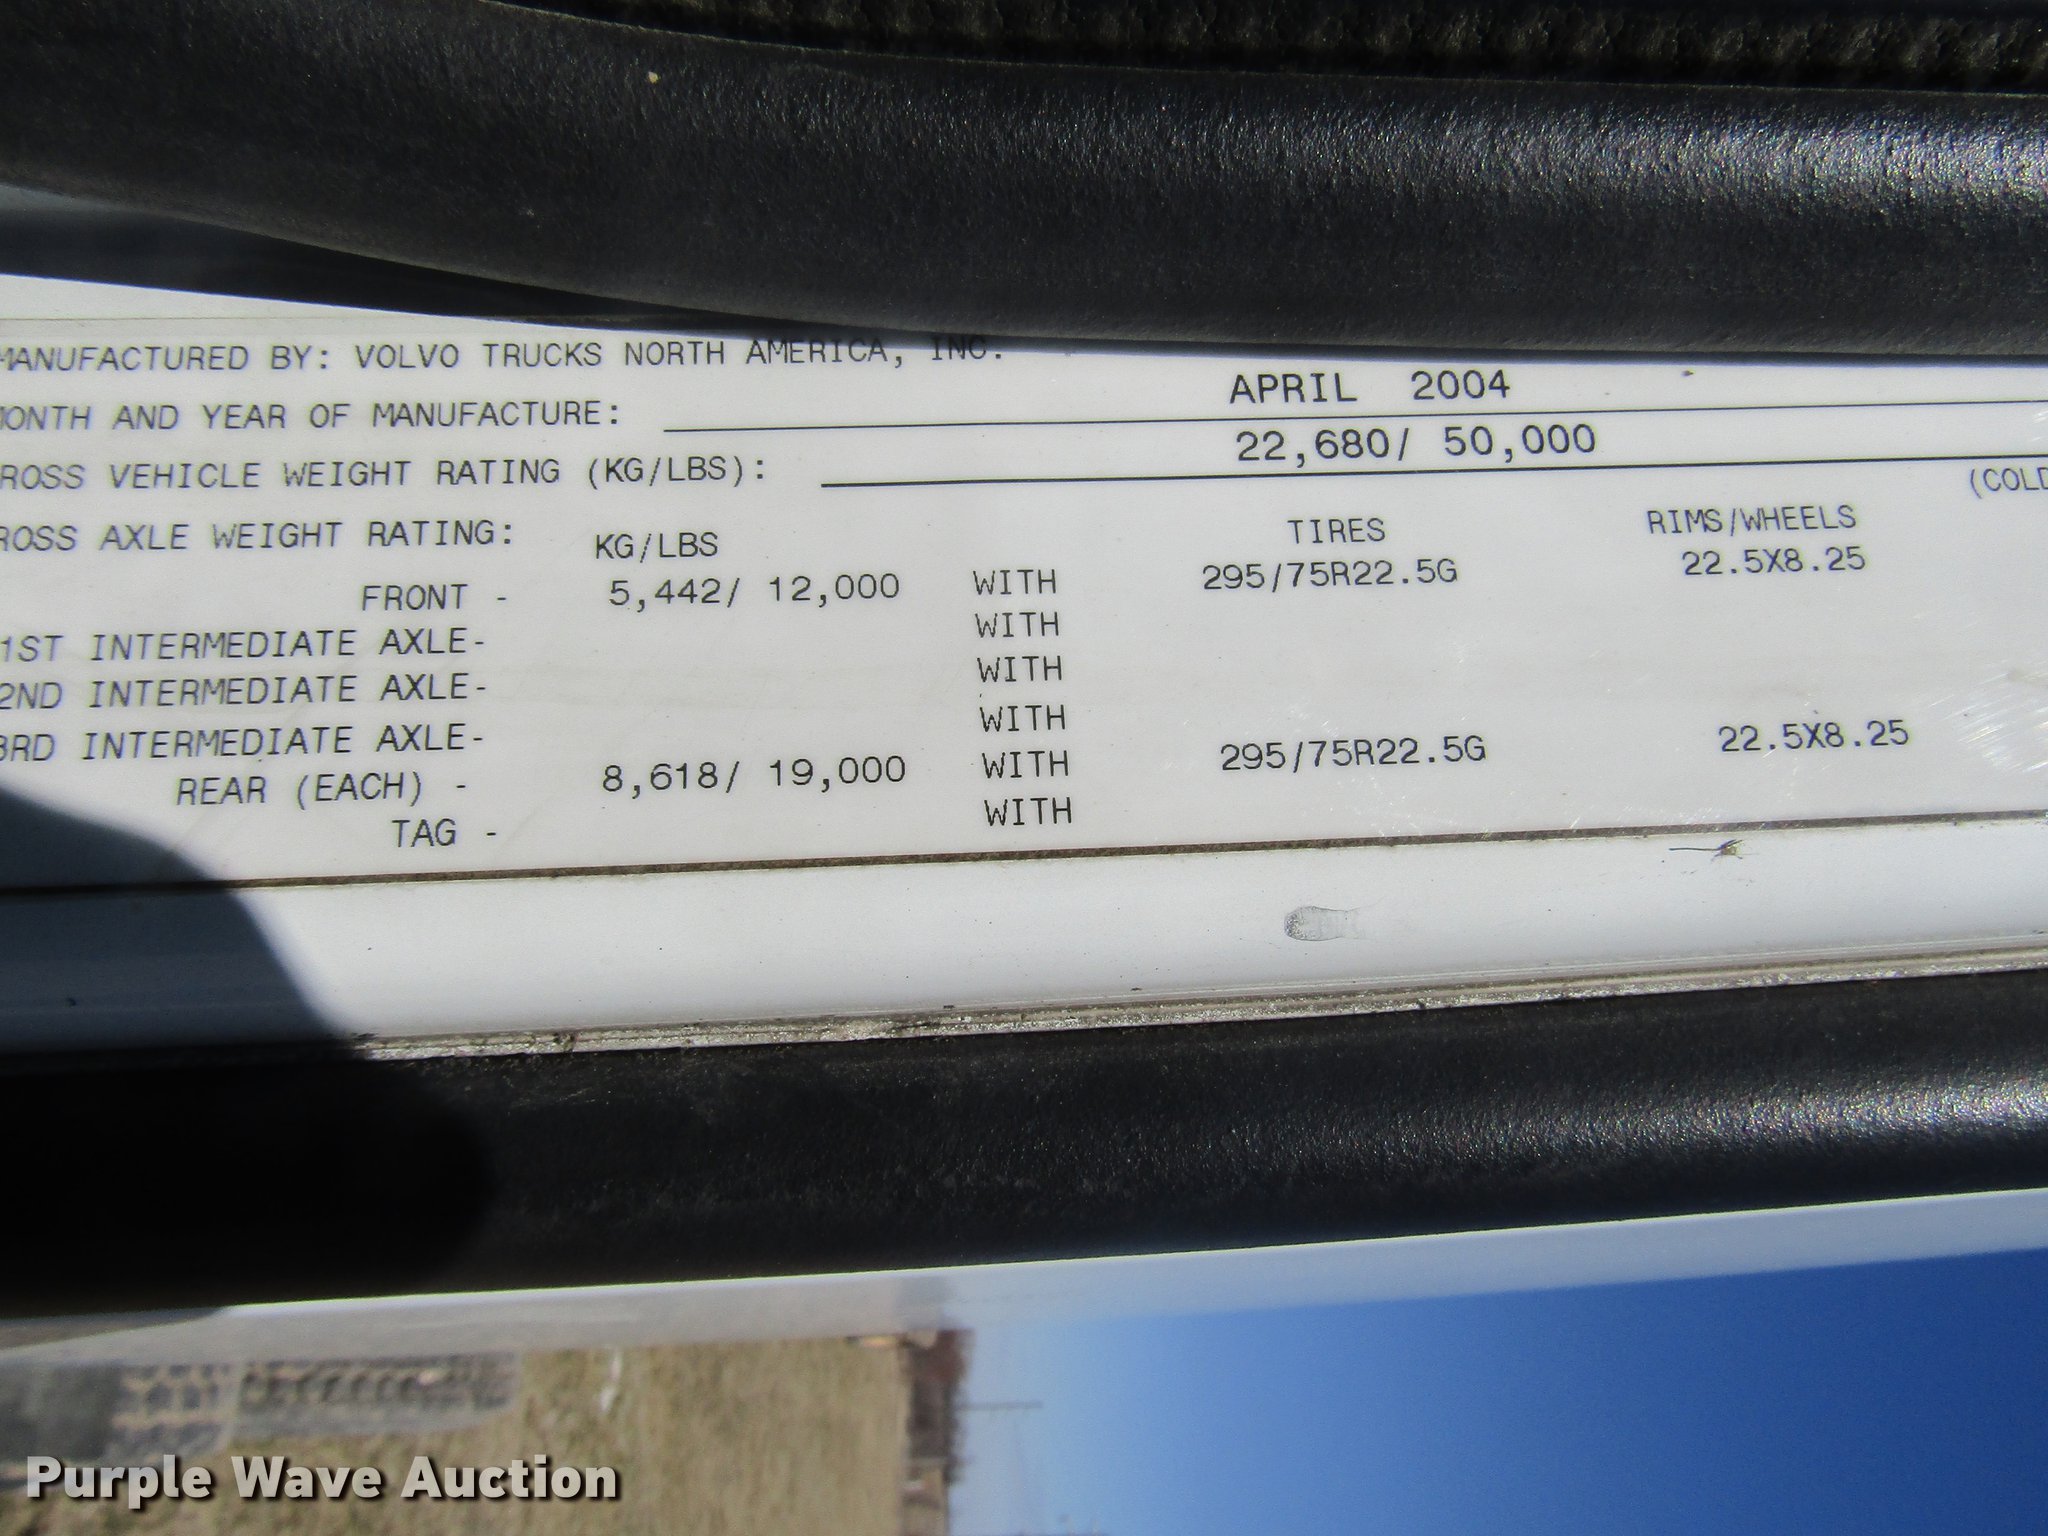 MANUFACTURED BY: VOLVO TRUCKS NORTH AMERICA, INC.
MONTH AND YEAR OF MANUFACTURE: APRIL 2004
ROSS VEHICLE WEIGHT RATING (KG/LBS): 22,680/ 50,000
(COLD
ROSS AXLE WEIGHT RATING: KG/LBS TIRES RIMS/WHEELS
FRONT - 5,442/ 12,000 WITH 295/75R22.5G 22.5X8.25
1ST INTERMEDIATE AXLE- WITH
2ND INTERMEDIATE AXLE- WITH
3RD INTERMEDIATE AXLE- WITH
REAR (EACH) - 8,618/ 19,000 WITH 295/75R22.5G 22.5X8.25
TAG - WITH
Purple Wave Auction